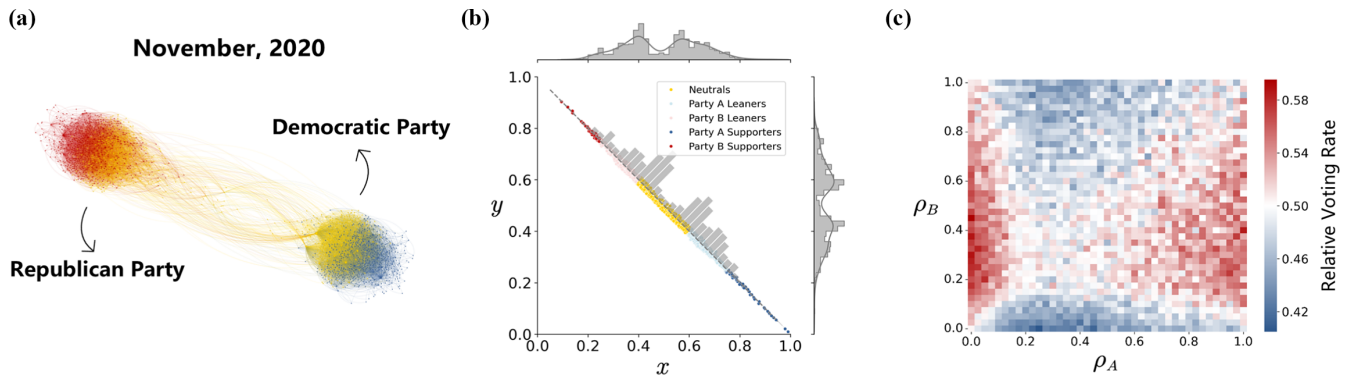 (a)
November, 2020
Democratic Party
Republican Party
(b)
1.0
0.8
0.6
0.4
0.2
0.0
y
0.0 0.2 0.4 0.6 0.8 1.0
x
Neutrals
Party A Leaners
Party B Leaners
Party A Supporters
Party B Supporters
(c)
1.0
0.8
0.6
0.4
0.2
0.0
ρB
0.0 0.2 0.4 0.6 0.8 1.0
ρA
0.58
0.54
0.50
0.46
0.42
Relative Voting Rate